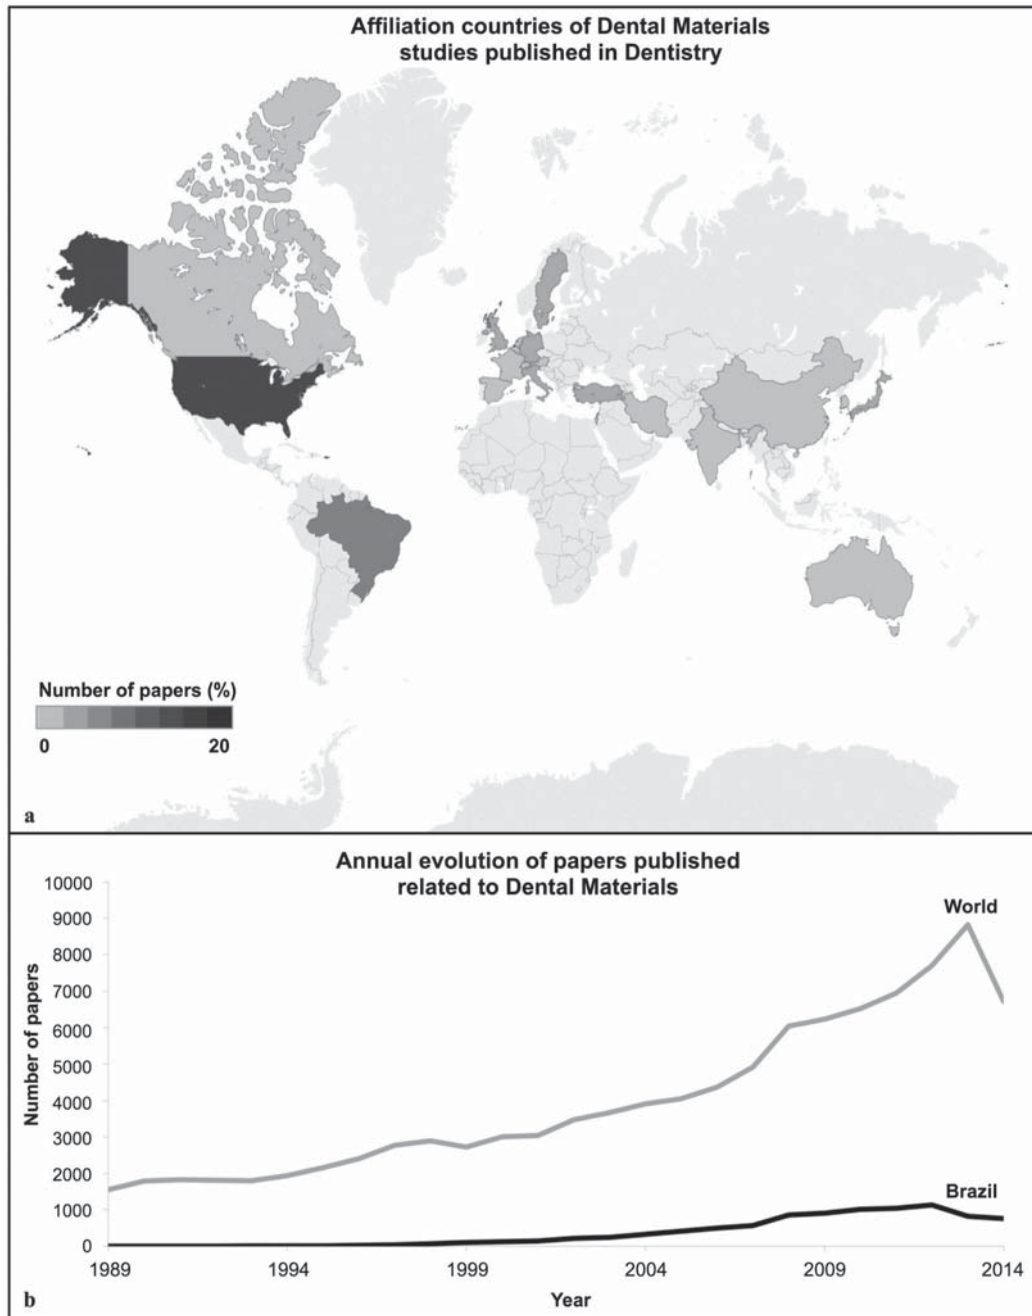 Affiliation countries of Dental Materials
studies published in Dentistry
Number of papers (%)
0 20
a
Annual evolution of papers published
related to Dental Materials
10000
9000
8000
7000
6000
5000
4000
3000
2000
1000
0
Number of papers
World
Brazil
1989 1994 1999 2004 2009 2014
Year
b